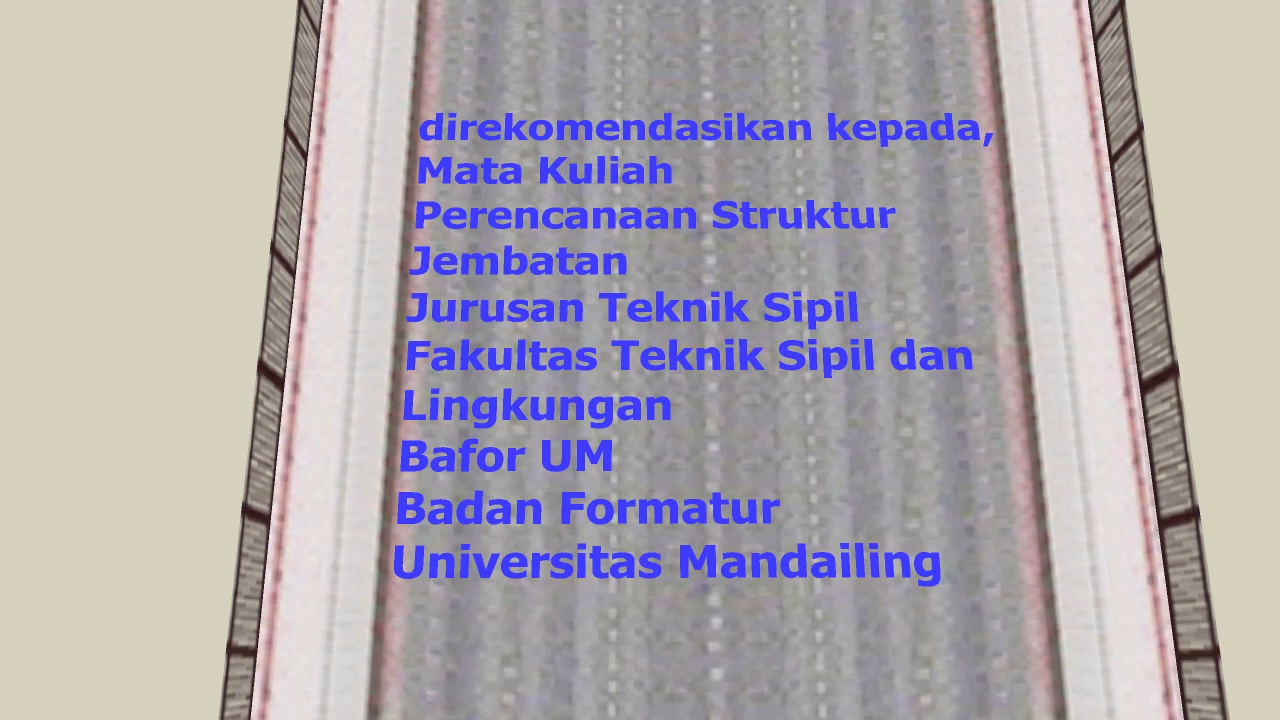 direkomendasikan kepada,
Mata Kuliah
Perencanaan Struktur
Jembatan
Jurusan Teknik Sipil
Fakultas Teknik Sipil dan
Lingkungan
Bafor UM
Badan Formatur
Universitas Mandailing